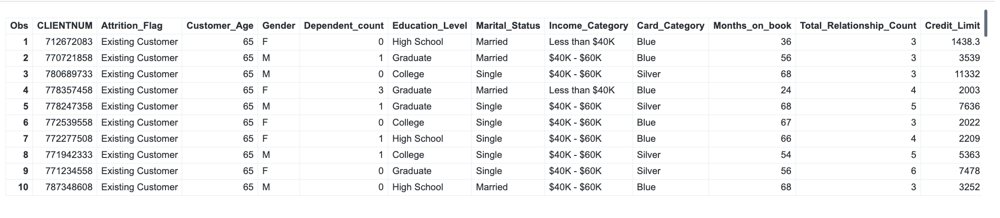 Obs CLIENTNUM Attrition_Flag Customer_Age Gender Dependent_count Education_Level Marital_Status Income_Category Card_Category Months_on_book Total_Relationship_Count Credit_Limit
1 712672083 Existing Customer 65 F 0 High School Married Less than $40K Blue 36 3 1438.3
2 770721858 Existing Customer 65 M 1 Graduate Married $40K - $60K Blue 56 3 3539
3 780689733 Existing Customer 65 M 0 College Single $40K - $60K Silver 68 3 11332
4 778357458 Existing Customer 65 F 3 Graduate Married Less than $40K Blue 24 4 2003
5 778247358 Existing Customer 65 M 1 Graduate Single $40K - $60K Silver 68 5 7636
6 772539558 Existing Customer 65 F 0 College Single $40K - $60K Blue 67 3 2022
7 772277508 Existing Customer 65 F 1 High School Single $40K - $60K Blue 66 4 2209
8 771942333 Existing Customer 65 M 1 College Single $40K - $60K Silver 54 5 5363
9 771234558 Existing Customer 65 F 0 Graduate Single $40K - $60K Silver 56 6 7478
10 787348608 Existing Customer 65 M 0 High School Married $40K - $60K Blue 68 3 3252